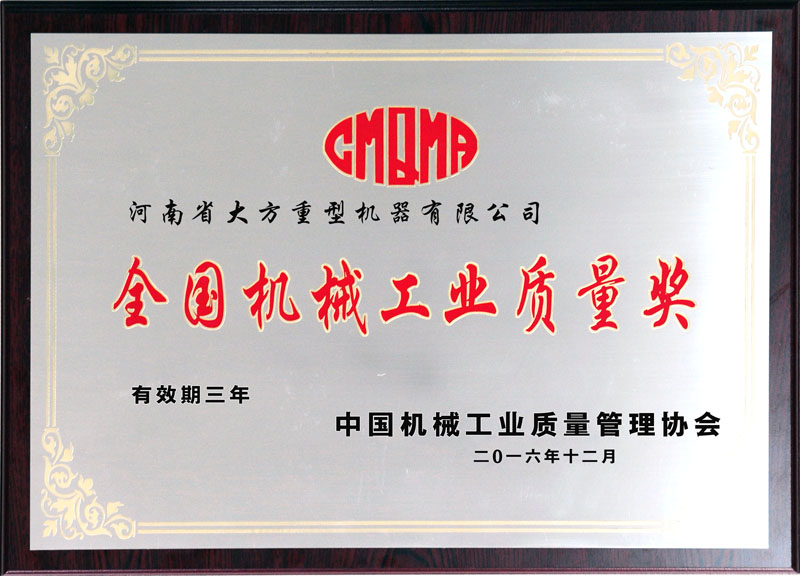 CMQMA
河南省大方重型机器有限公司
全国机械工业质量奖
有效期三年
中国机械工业质量管理协会
二0一六年十二月